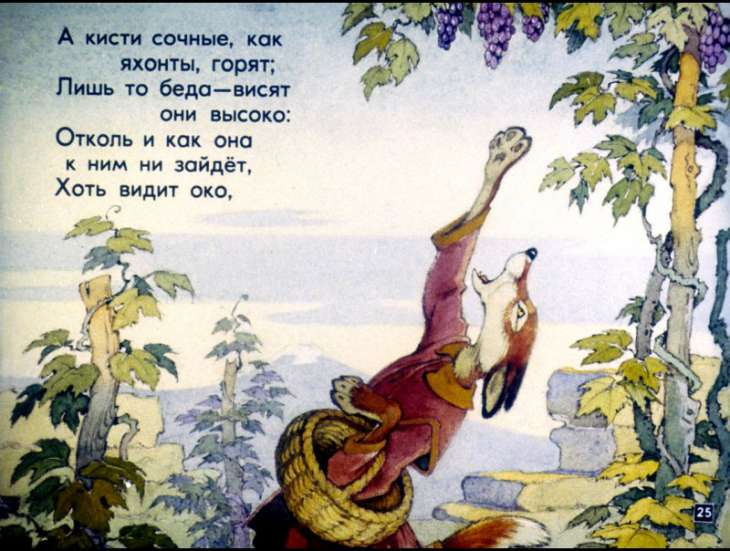 А кисти сочные, как
яхонты, горят;
Лишь то беда—висят
они высоко:
Отколь и как она
к ним ни зайдёт,
Хоть видит око,
25